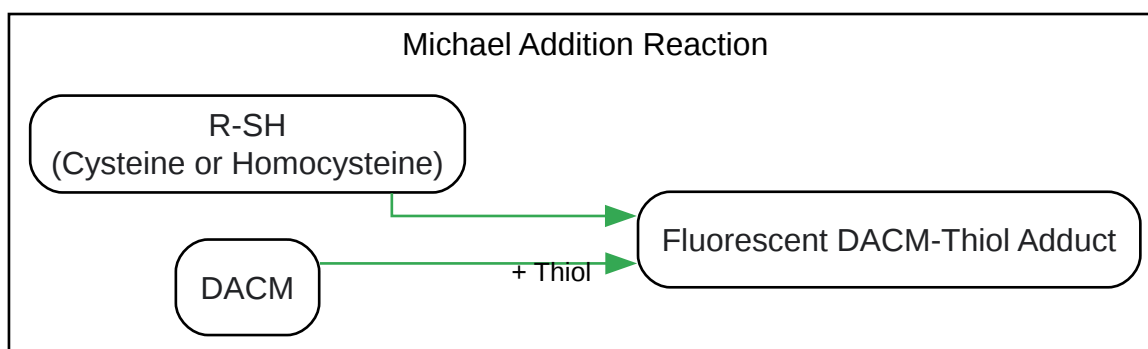 Michael Addition Reaction
R-SH
(Cysteine or Homocysteine)
Fluorescent DACM-Thiol Adduct
DACM
+ Thiol